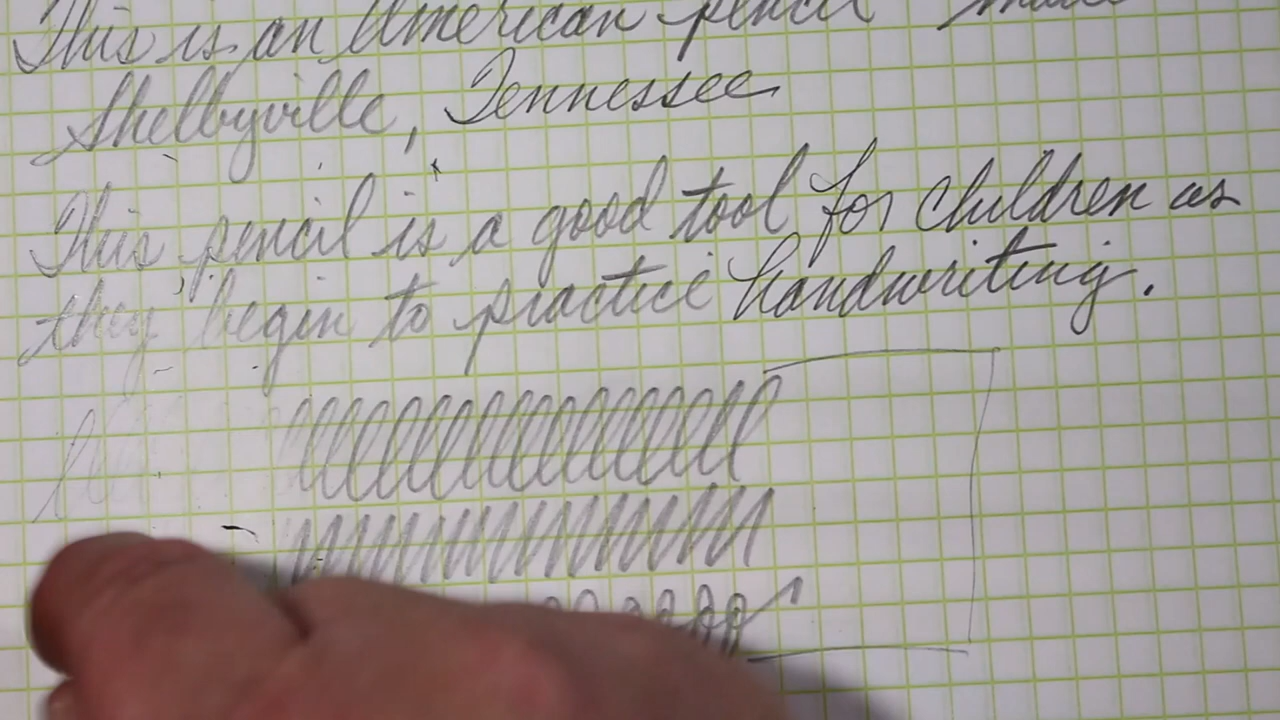 This is an American pencil made
Shelbyville, Tennessee
This pencil is a good tool for children as
they begin to practice handwriting.